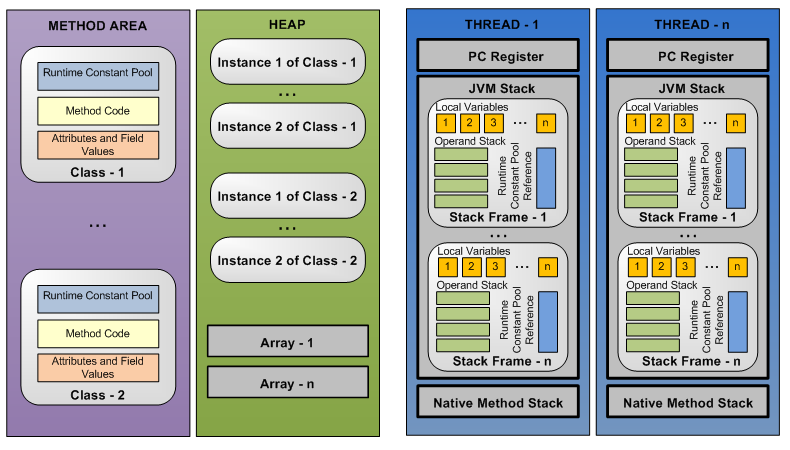 METHOD AREA
Runtime Constant Pool
Method Code
Attributes and Field
Values
Class - 1
...
Runtime Constant Pool
Method Code
Attributes and Field
Values
Class - 2
HEAP
Instance 1 of Class - 1
...
Instance 2 of Class - 1
Instance 1 of Class - 2
...
Instance 2 of Class - 2
Array - 1
Array - n
THREAD - 1
PC Register
JVM Stack
Local Variables
1 2 3 ... n
Operand Stack
Runtime
Constant Pool
Reference
Stack Frame - 1
...
Local Variables
1 2 3 ... n
Operand Stack
Runtime
Constant Pool
Reference
Stack Frame - n
Native Method Stack
THREAD - n
PC Register
JVM Stack
Local Variables
1 2 3 ... n
Operand Stack
Runtime
Constant Pool
Reference
Stack Frame - 1
...
Local Variables
1 2 3 ... n
Operand Stack
Runtime
Constant Pool
Reference
Stack Frame - n
Native Method Stack